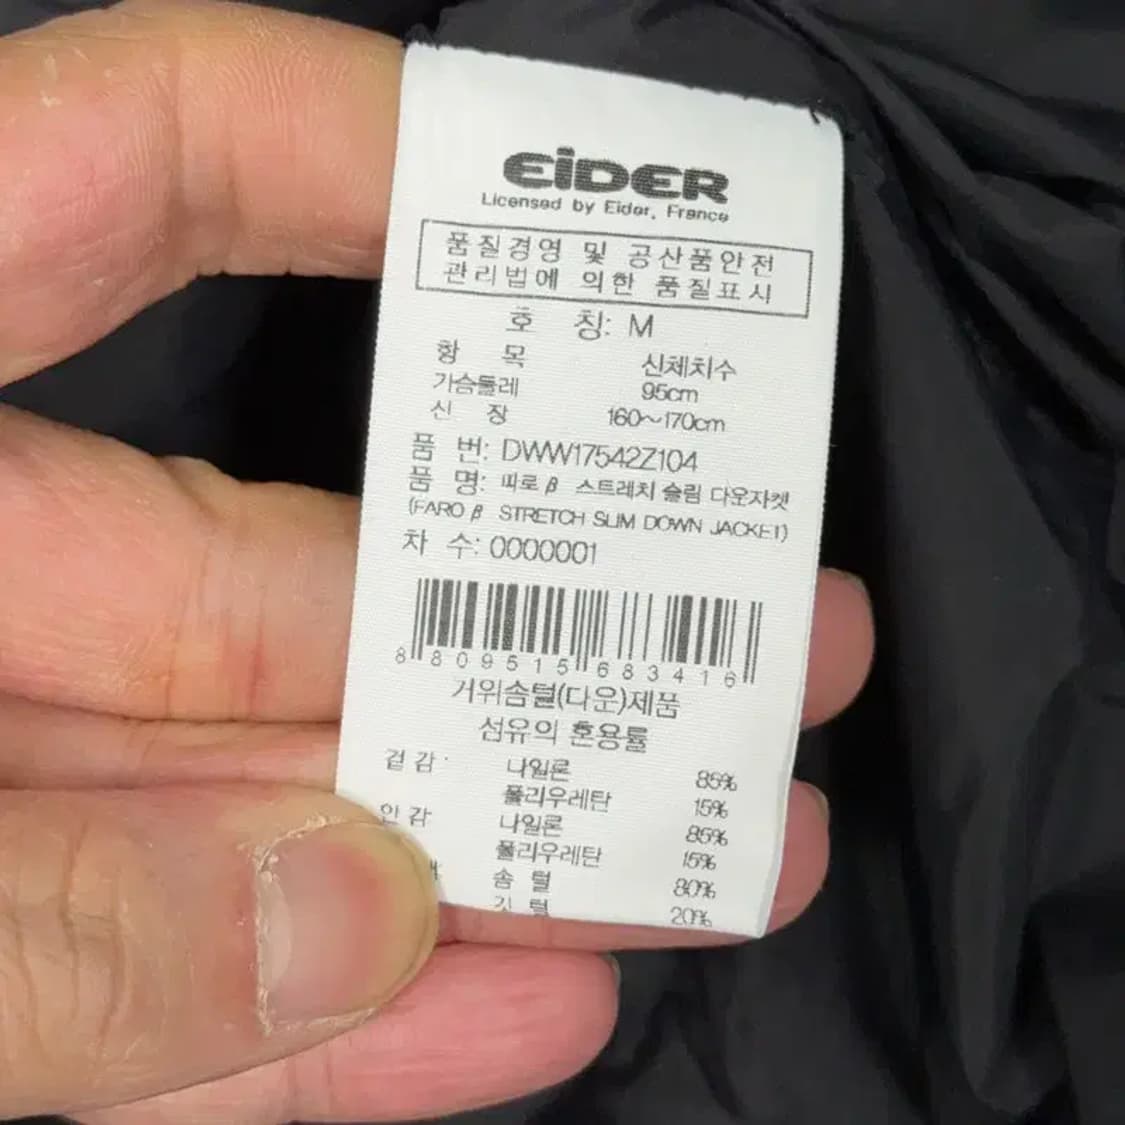 EiDER
Licensed by Eider, France
품질경영 및 공산품안전
관리법에 의한 품질표시
호 칭: M
항 목 신체치수
가슴둘레 95cm
신 장 160~170cm
품 번: DWW17542Z104
품 명: 파로 β 스트레치 슬림 다운자켓
(FARO β STRETCH SLIM DOWN JACKET)
차 수: 0000001
8809515683416
거위솜털(다운)제품
섬유의 혼용률
겉감: 나일론 85%
폴리우레탄 15%
안감 나일론 85%
폴리우레탄 15%
솜 털 80%
깃 털 20%